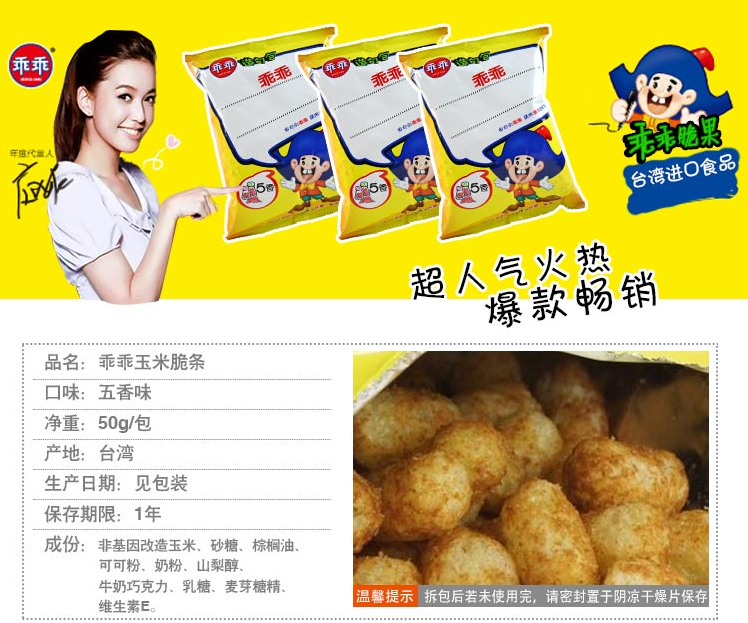 乖乖
乖乖
乖乖
乖乖
乖乖
乖乖
乖乖
5香
5香
5香
乖乖脆果
台湾进口食品
年度代言人
超人气火热
爆款畅销
品名：乖乖玉米脆条
口味：五香味
净重：50g/包
产地：台湾
生产日期：见包装
保存期限：1年
成份：非基因改造玉米、砂糖、棕榈油、
可可粉、奶粉、山梨醇、
牛奶巧克力、乳糖、麦芽糖精、
维生素E。
温馨提示 拆包后若未使用完，请密封置于阴凉干燥片保存